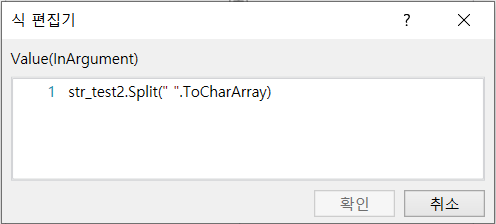 식 편집기
Value(InArgument)
1 str_test2.Split(" ".ToCharArray)
확인 취소